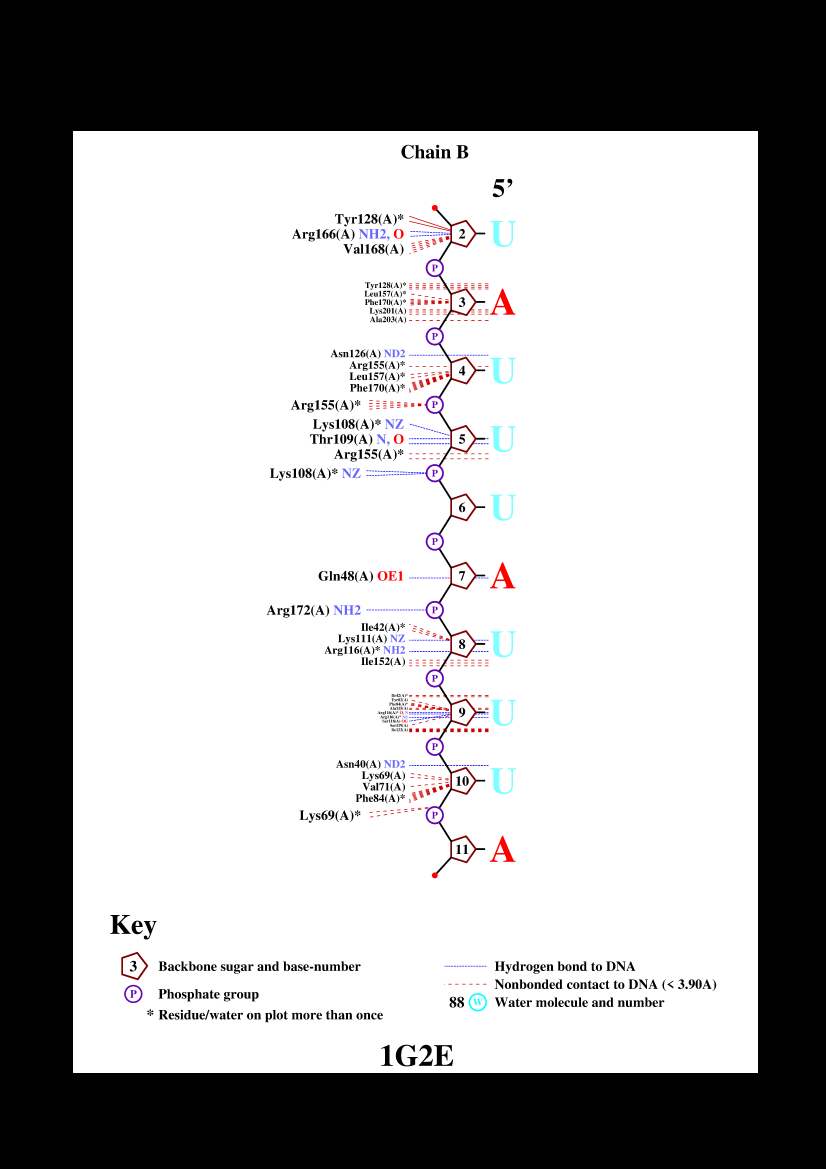 Chain B
5’
Tyr128(A)*
Arg166(A) NH2, O
Val168(A)
2 U
P
Tyr128(A)*
Leu157(A)*
Phe170(A)*
Lys201(A)
Ala203(A)
3 A
P
Asn126(A) ND2
Arg155(A)*
Leu157(A)*
Phe170(A)*
4 U
Arg155(A)* P
Lys108(A)* NZ
Thr109(A) N, O
Arg155(A)*
5 U
Lys108(A)* NZ P
6 U
P
Gln48(A) OE1 7 A
Arg172(A) NH2 P
Ile42(A)*
Lys111(A) NZ
Arg116(A)* NH2
Ile152(A)
8 U
P
Ile42(A)*
Phe84(A)*
9 U
P
Asn40(A) ND2
Lys69(A)
Val71(A)
Phe84(A)*
10 U
Lys69(A)* P
11 A
Key
3 Backbone sugar and base-number
P Phosphate group
* Residue/water on plot more than once
Hydrogen bond to DNA
Nonbonded contact to DNA (< 3.90A)
88 W Water molecule and number
1G2E